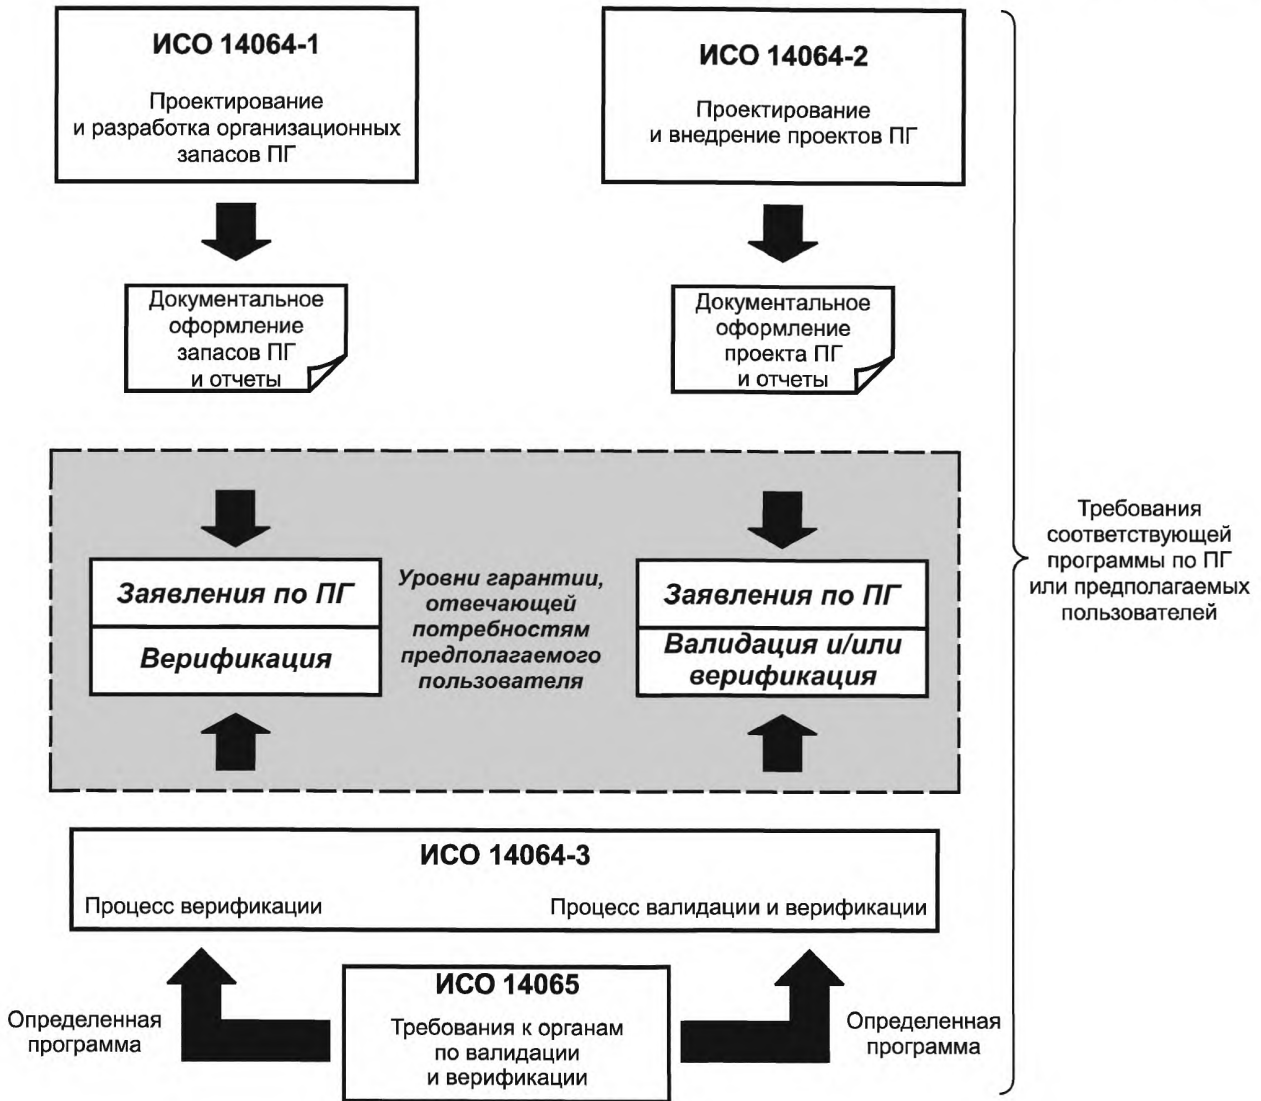 ИСО 14064-1
Проектирование
и разработка организационных
запасов ПГ
ИСО 14064-2
Проектирование
и внедрение проектов ПГ
Документальное
оформление
запасов ПГ
и отчеты
Документальное
оформление
проекта ПГ
и отчеты
Заявления по ПГ
Верификация
Уровни гарантии,
отвечающей
потребностям
предполагаемого
пользователя
Заявления по ПГ
Валидация и/или
верификация
Требования
соответствующей
программы по ПГ
или предполагаемых
пользователей
ИСО 14064-3
Процесс верификации
Процесс валидации и верификации
Определенная
программа
ИСО 14065
Требования к органам
по валидации
и верификации
Определенная
программа